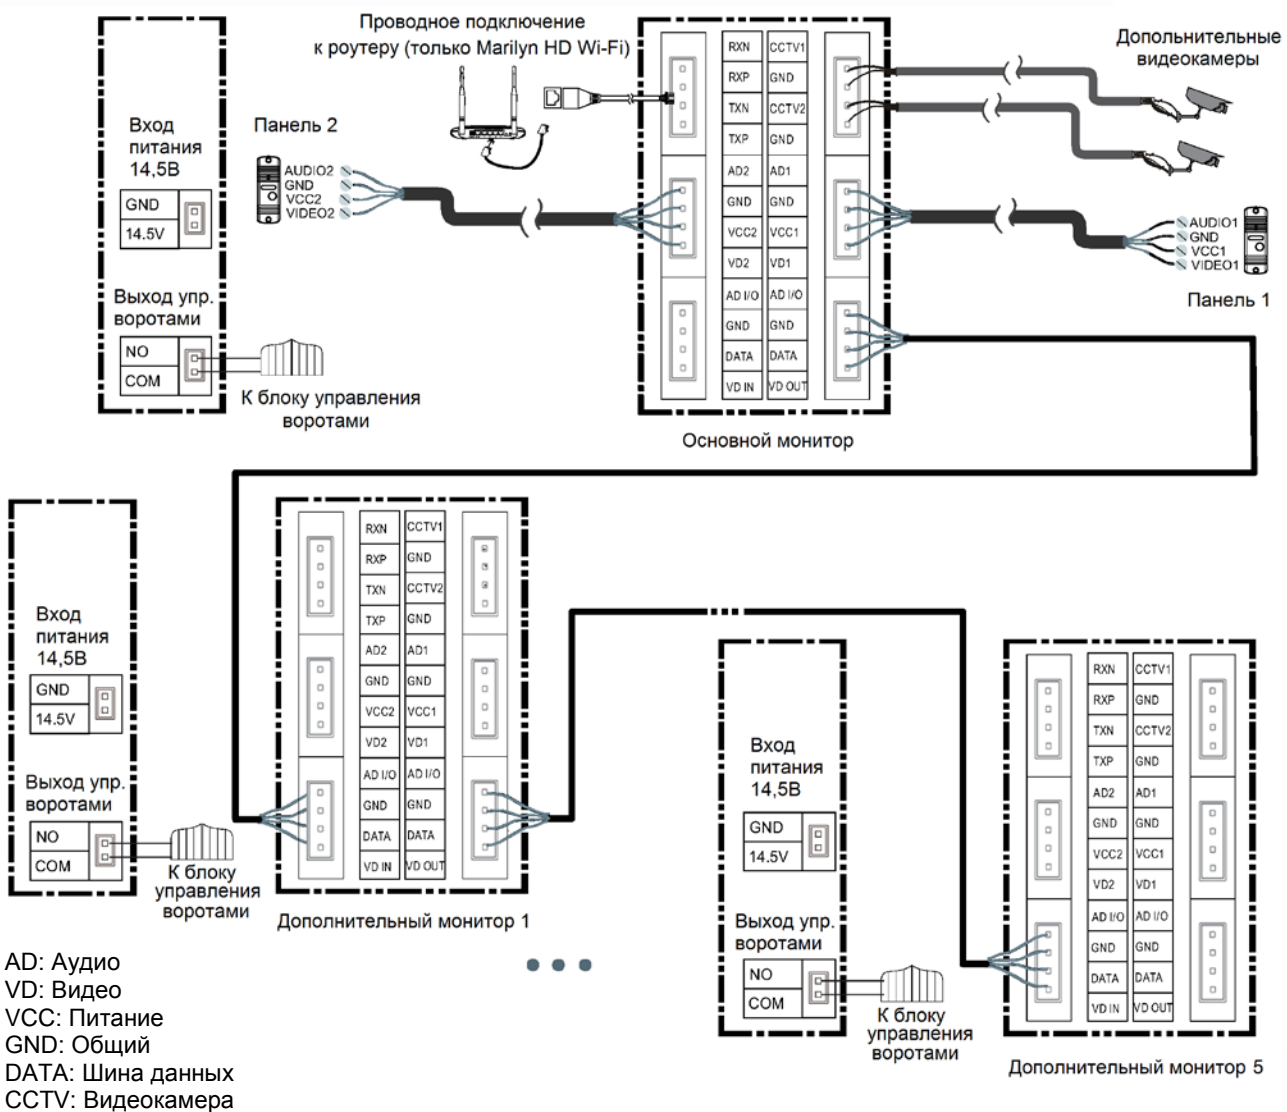 Проводное подключение
к роутеру (только Marilyn HD Wi-Fi)
Допольнительные
видеокамеры
Вход
питания
14,5В
GND
14.5V
Выход упр.
воротами
NO
COM
К блоку управления
воротами
Панель 2
AUDIO2
GND
VCC2
VIDEO2
RXN CCTV1
RXP GND
TXN CCTV2
TXP GND
AD2 AD1
GND GND
VCC2 VCC1
VD2 VD1
AD I/O AD I/O
GND GND
DATA DATA
VD IN VD OUT
Основной монитор
AUDIO1
GND
VCC1
VIDEO1
Панель 1
Вход
питания
14,5В
GND
14.5V
Выход упр.
воротами
NO
COM
К блоку
управления
воротами
RXN CCTV1
RXP GND
TXN CCTV2
TXP GND
AD2 AD1
GND GND
VCC2 VCC1
VD2 VD1
AD I/O AD I/O
GND GND
DATA DATA
VD IN VD OUT
Дополнительный монитор 1
Вход
питания
14,5В
GND
14.5V
Выход упр.
воротами
NO
COM
К блоку
управления
воротами
RXN CCTV1
RXP GND
TXN CCTV2
TXP GND
AD2 AD1
GND GND
VCC2 VCC1
VD2 VD1
AD I/O AD I/O
GND GND
DATA DATA
VD IN VD OUT
Дополнительный монитор 5
AD: Аудио
VD: Видео
VCC: Питание
GND: Общий
DATA: Шина данных
CCTV: Видеокамера